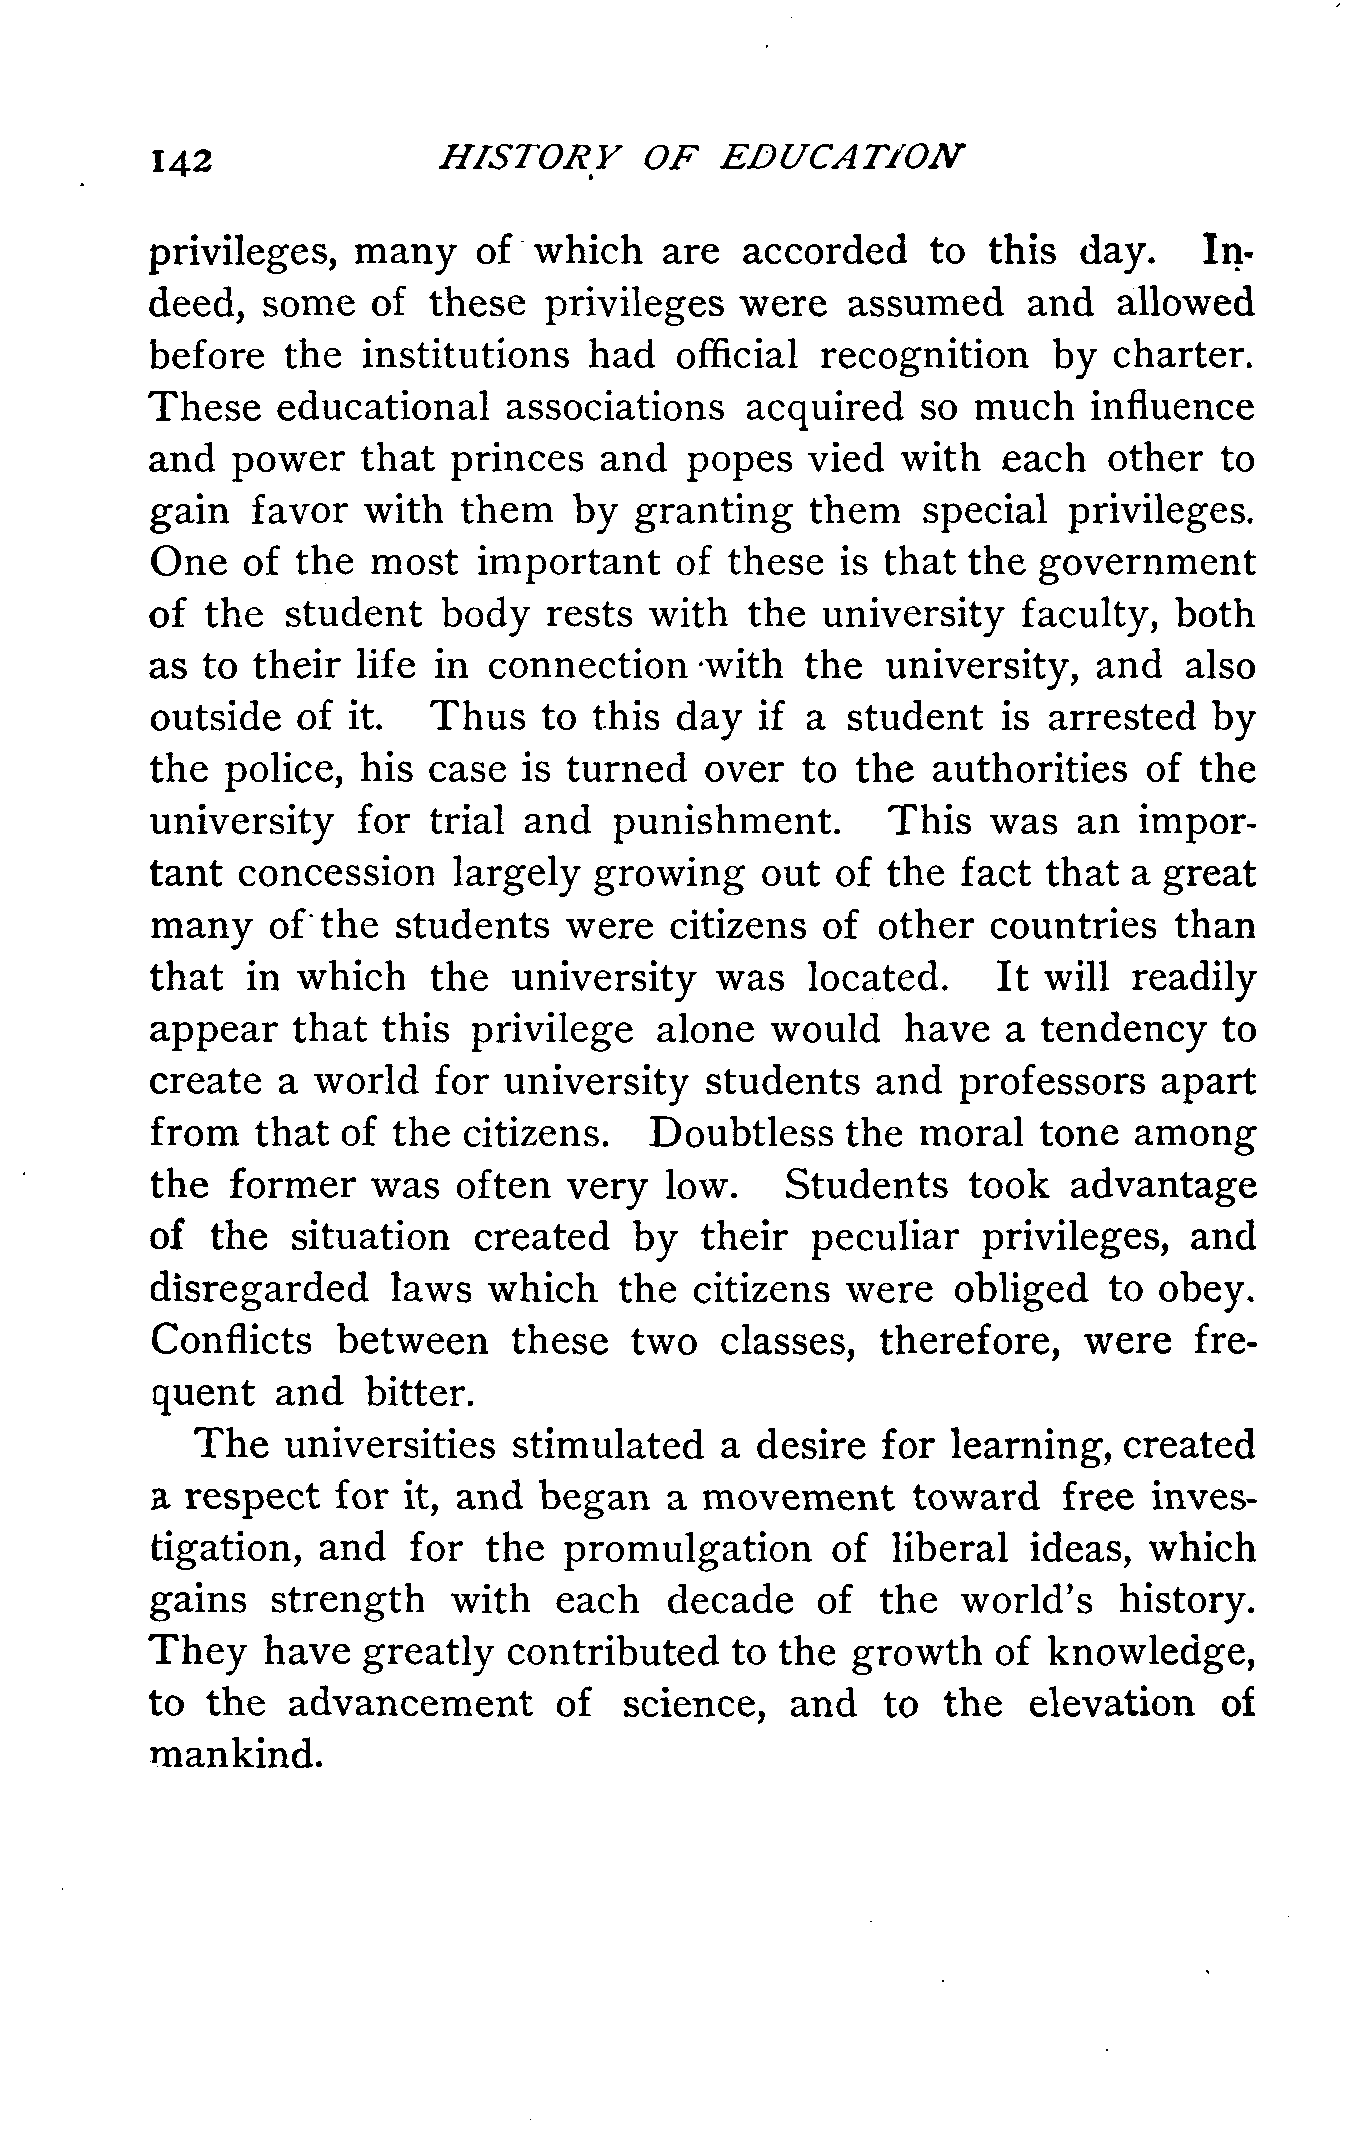 142 HISTORY OF EDUCATION
privileges, many of which are accorded to this day. In-
deed, some of these privileges were assumed and allowed
before the institutions had official recognition by charter.
These educational associations acquired so much influence
and power that princes and popes vied with each other to
gain favor with them by granting them special privileges.
One of the most important of these is that the government
of the student body rests with the university faculty, both
as to their life in connection with the university, and also
outside of it. Thus to this day if a student is arrested by
the police, his case is turned over to the authorities of the
university for trial and punishment. This was an impor-
tant concession largely growing out of the fact that a great
many of the students were citizens of other countries than
that in which the university was located. It will readily
appear that this privilege alone would have a tendency to
create a world for university students and professors apart
from that of the citizens. Doubtless the moral tone among
the former was often very low. Students took advantage
of the situation created by their peculiar privileges, and
disregarded laws which the citizens were obliged to obey.
Conflicts between these two classes, therefore, were fre-
quent and bitter.
The universities stimulated a desire for learning, created
a respect for it, and began a movement toward free inves-
tigation, and for the promulgation of liberal ideas, which
gains strength with each decade of the world's history.
They have greatly contributed to the growth of knowledge,
to the advancement of science, and to the elevation of
mankind.